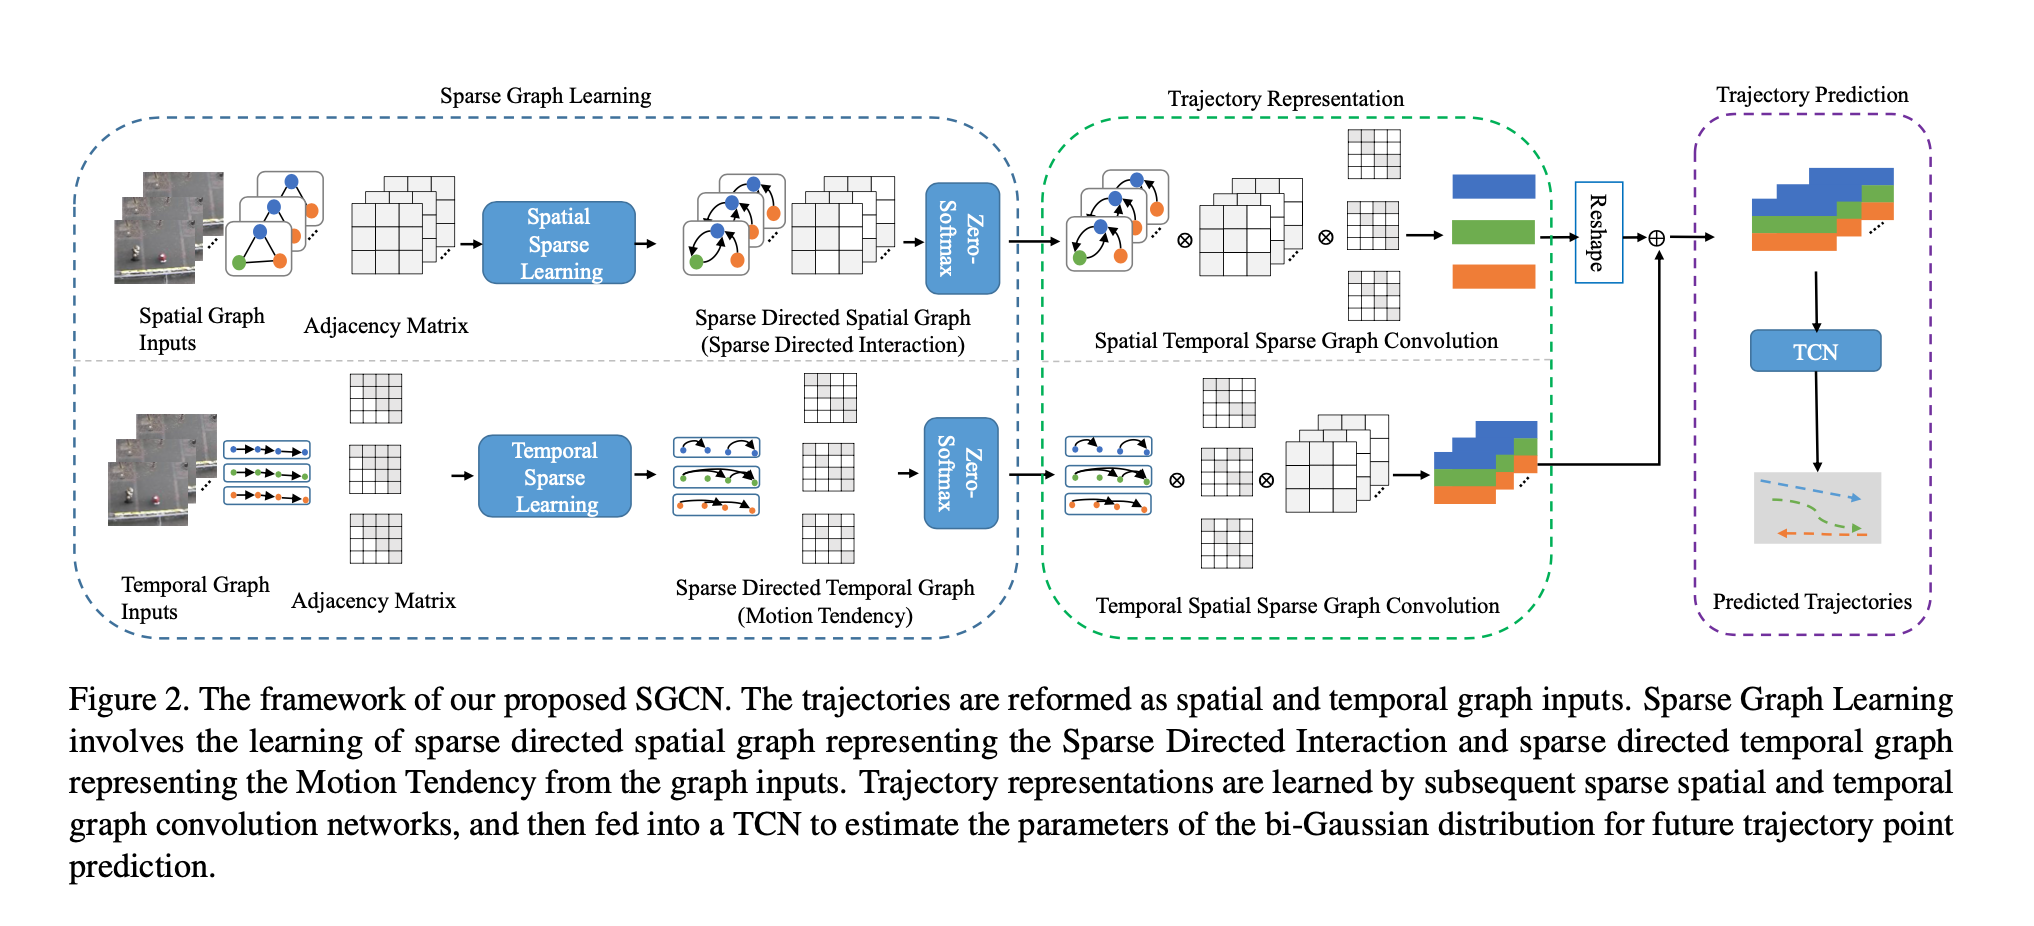 Sparse Graph Learning
Trajectory Representation
Trajectory Prediction
Spatial
Sparse
Learning
Zero-
Softmax
Reshape
Spatial Graph
Inputs
Adjacency Matrix
Sparse Directed Spatial Graph
(Sparse Directed Interaction)
Spatial Temporal Sparse Graph Convolution
TCN
Temporal
Sparse
Learning
Zero-
Softmax
Temporal Graph
Inputs
Adjacency Matrix
Sparse Directed Temporal Graph
(Motion Tendency)
Temporal Spatial Sparse Graph Convolution
Predicted Trajectories
Figure 2. The framework of our proposed SGCN. The trajectories are reformed as spatial and temporal graph inputs. Sparse Graph Learning
involves the learning of sparse directed spatial graph representing the Sparse Directed Interaction and sparse directed temporal graph
representing the Motion Tendency from the graph inputs. Trajectory representations are learned by subsequent sparse spatial and temporal
graph convolution networks, and then fed into a TCN to estimate the parameters of the bi-Gaussian distribution for future trajectory point
prediction.